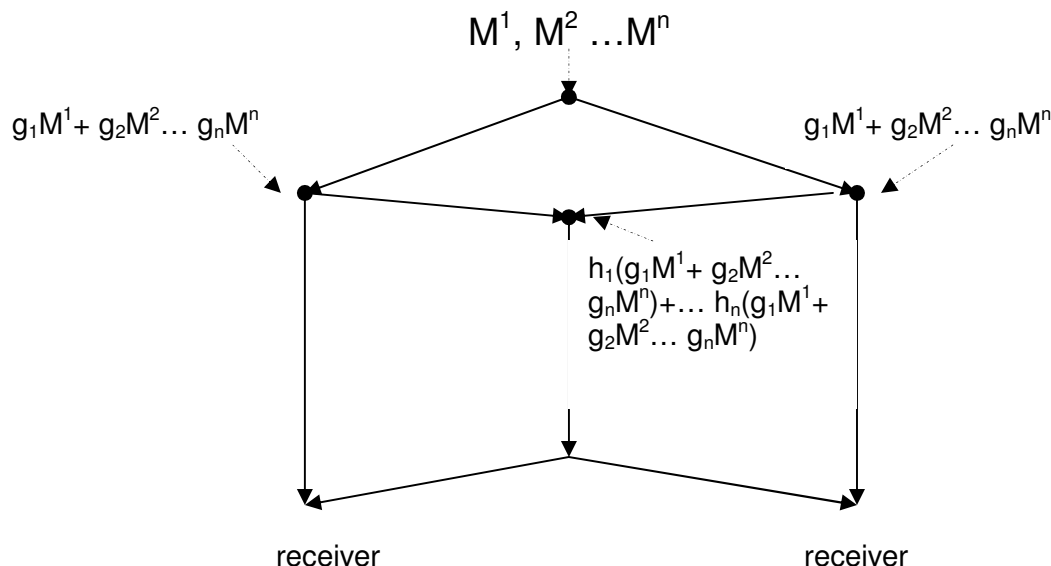 M¹, M² …Mⁿ
g₁M¹+ g₂M²… gₙMⁿ
g₁M¹+ g₂M²… gₙMⁿ
h₁(g₁M¹+ g₂M²…
gₙMⁿ)+… hₙ(g₁M¹+
g₂M²… gₙMⁿ)
receiver
receiver